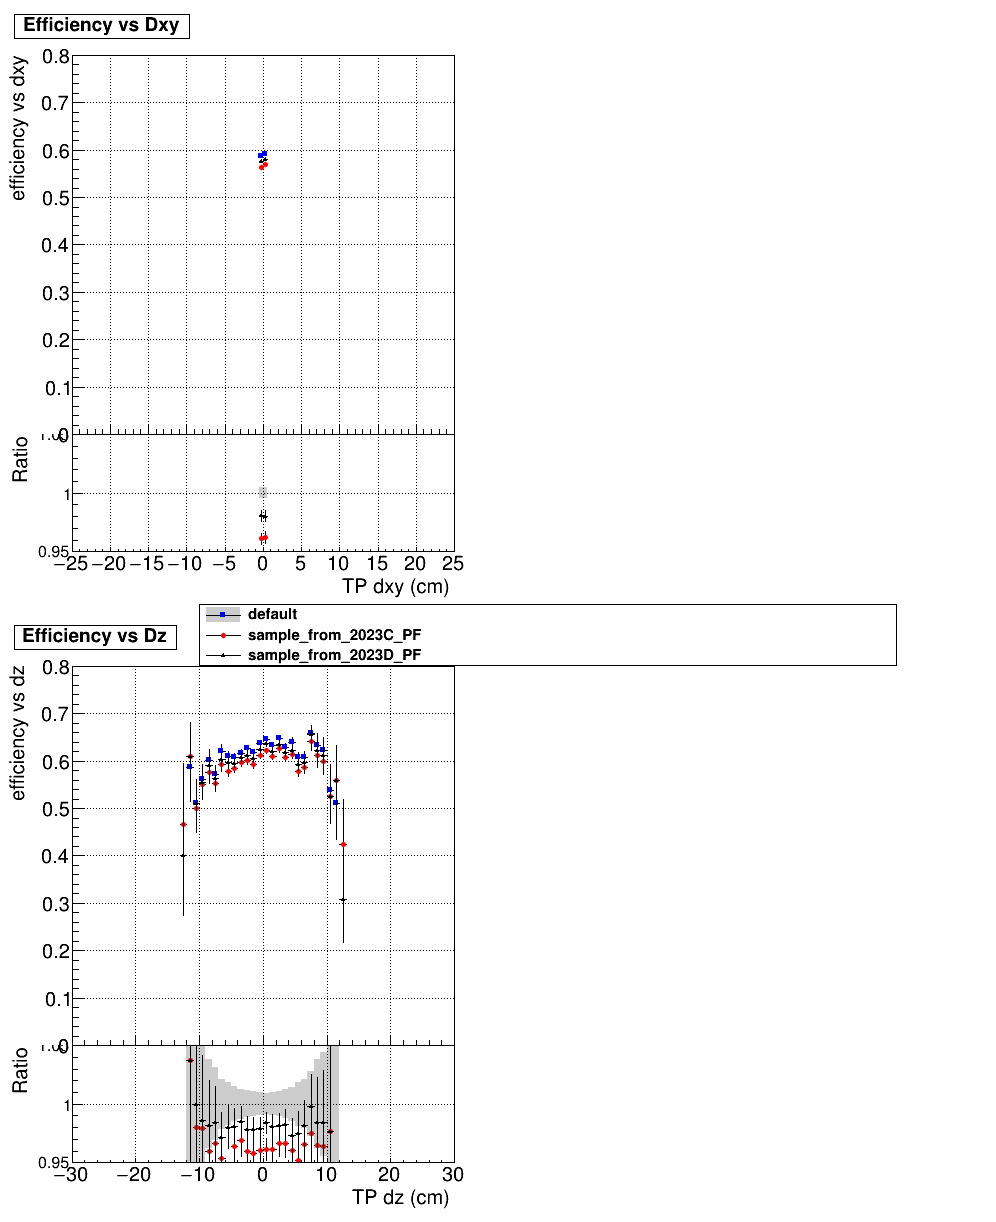 Efficiency vs Dxy
efficiency vs dxy
0.8
0.7
0.6
0.5
0.4
0.3
0.2
0.1
0
Ratio
1
0.95
−25 −20 −15 −10 −5 0 5 10 15 20 25
TP dxy (cm)
default
sample_from_2023C_PF
sample_from_2023D_PF
Efficiency vs Dz
efficiency vs dz
0.8
0.7
0.6
0.5
0.4
0.3
0.2
0.1
0
Ratio
1
0.95
−30 −20 −10 0 10 20 30
TP dz (cm)